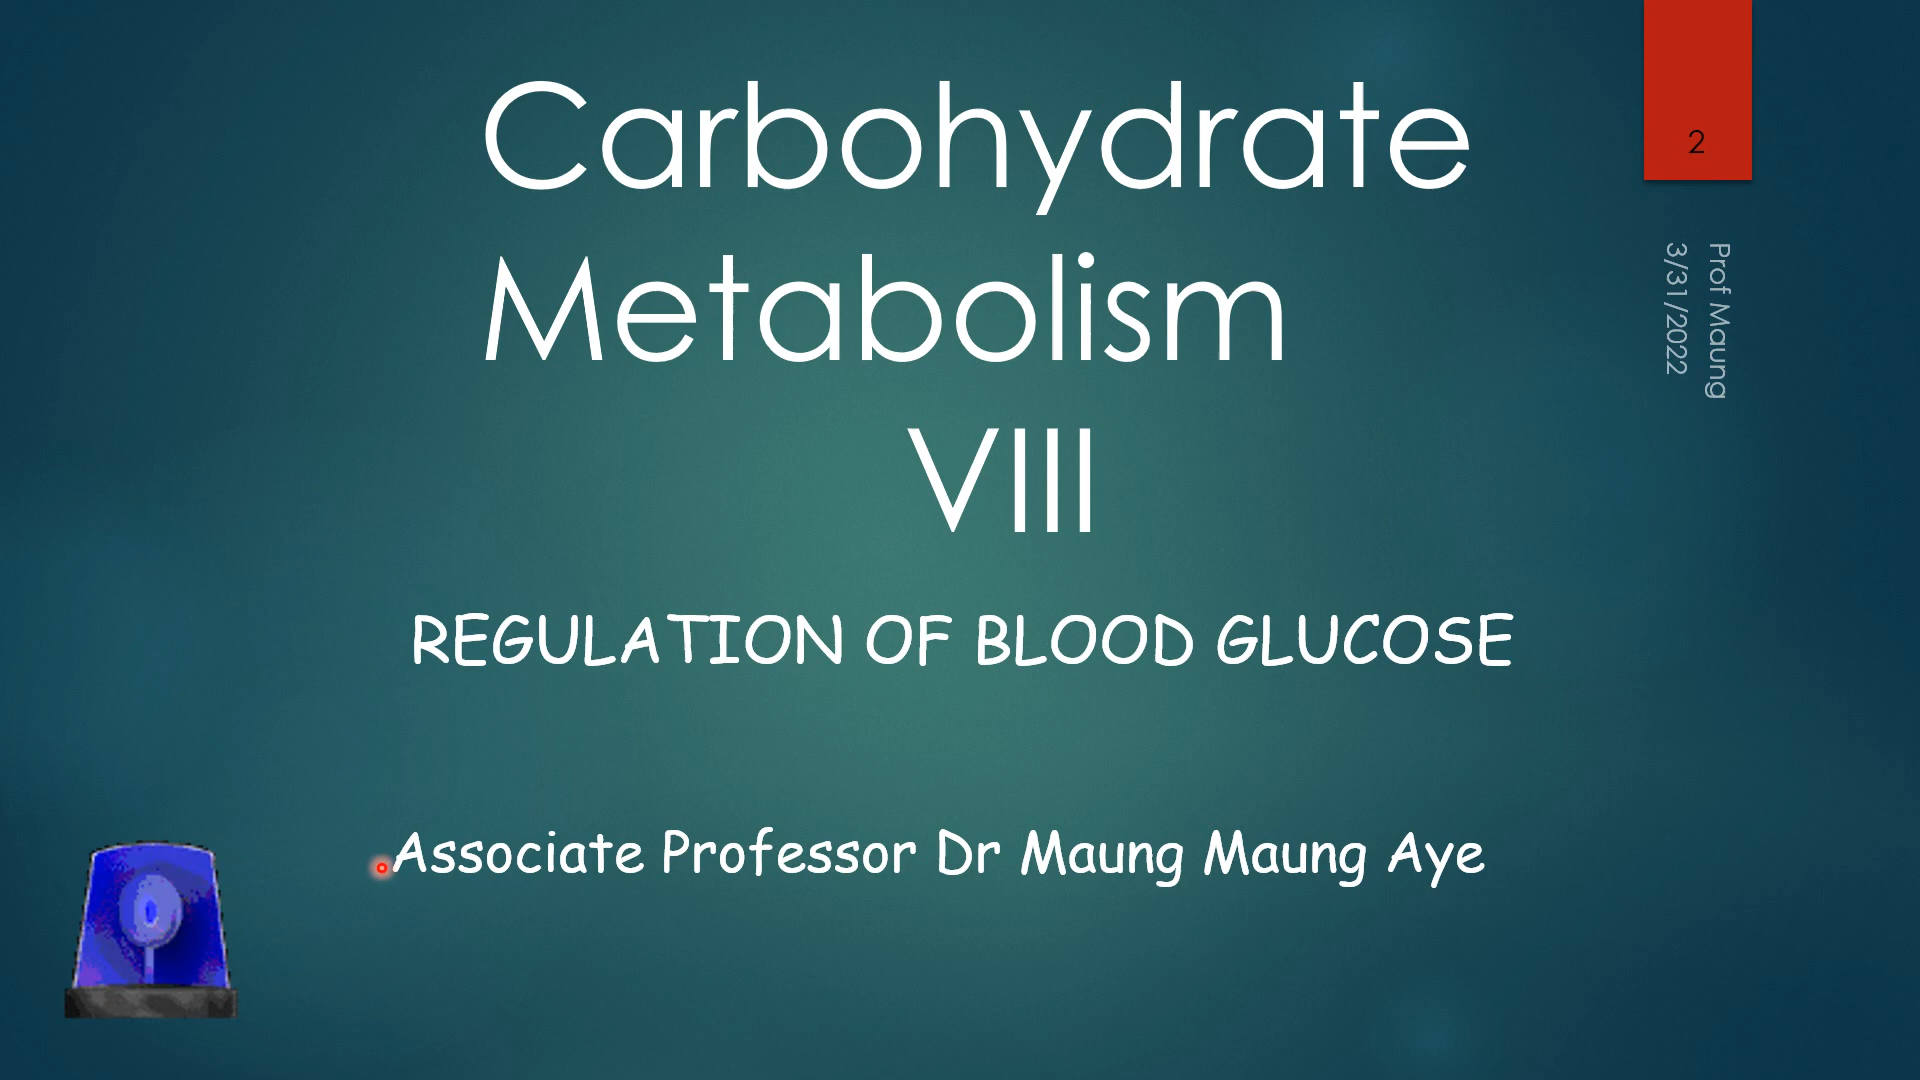 Carbohydrate
Metabolism
VIII
REGULATION OF BLOOD GLUCOSE
Associate Professor Dr Maung Maung Aye
2
Prof Maung
3/31/2022